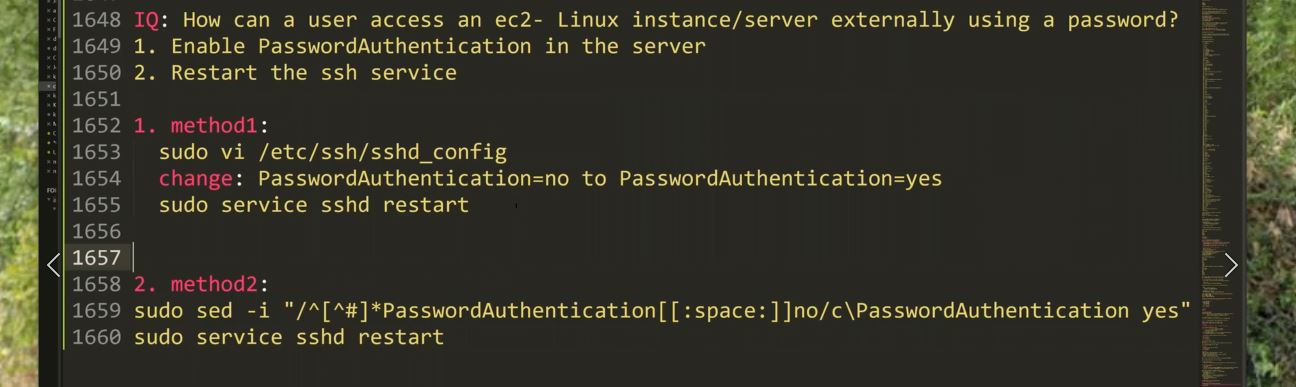 1648 IQ: How can a user access an ec2- Linux instance/server externally using a password?
1649 1. Enable PasswordAuthentication in the server
1650 2. Restart the ssh service
1651
1652 1. method1:
1653 sudo vi /etc/ssh/sshd_config
1654 change: PasswordAuthentication=no to PasswordAuthentication=yes
1655 sudo service sshd restart
1656
1657
1658 2. method2:
1659 sudo sed -i "/^[^#]*PasswordAuthentication[[:space:]]no/c\PasswordAuthentication yes"
1660 sudo service sshd restart